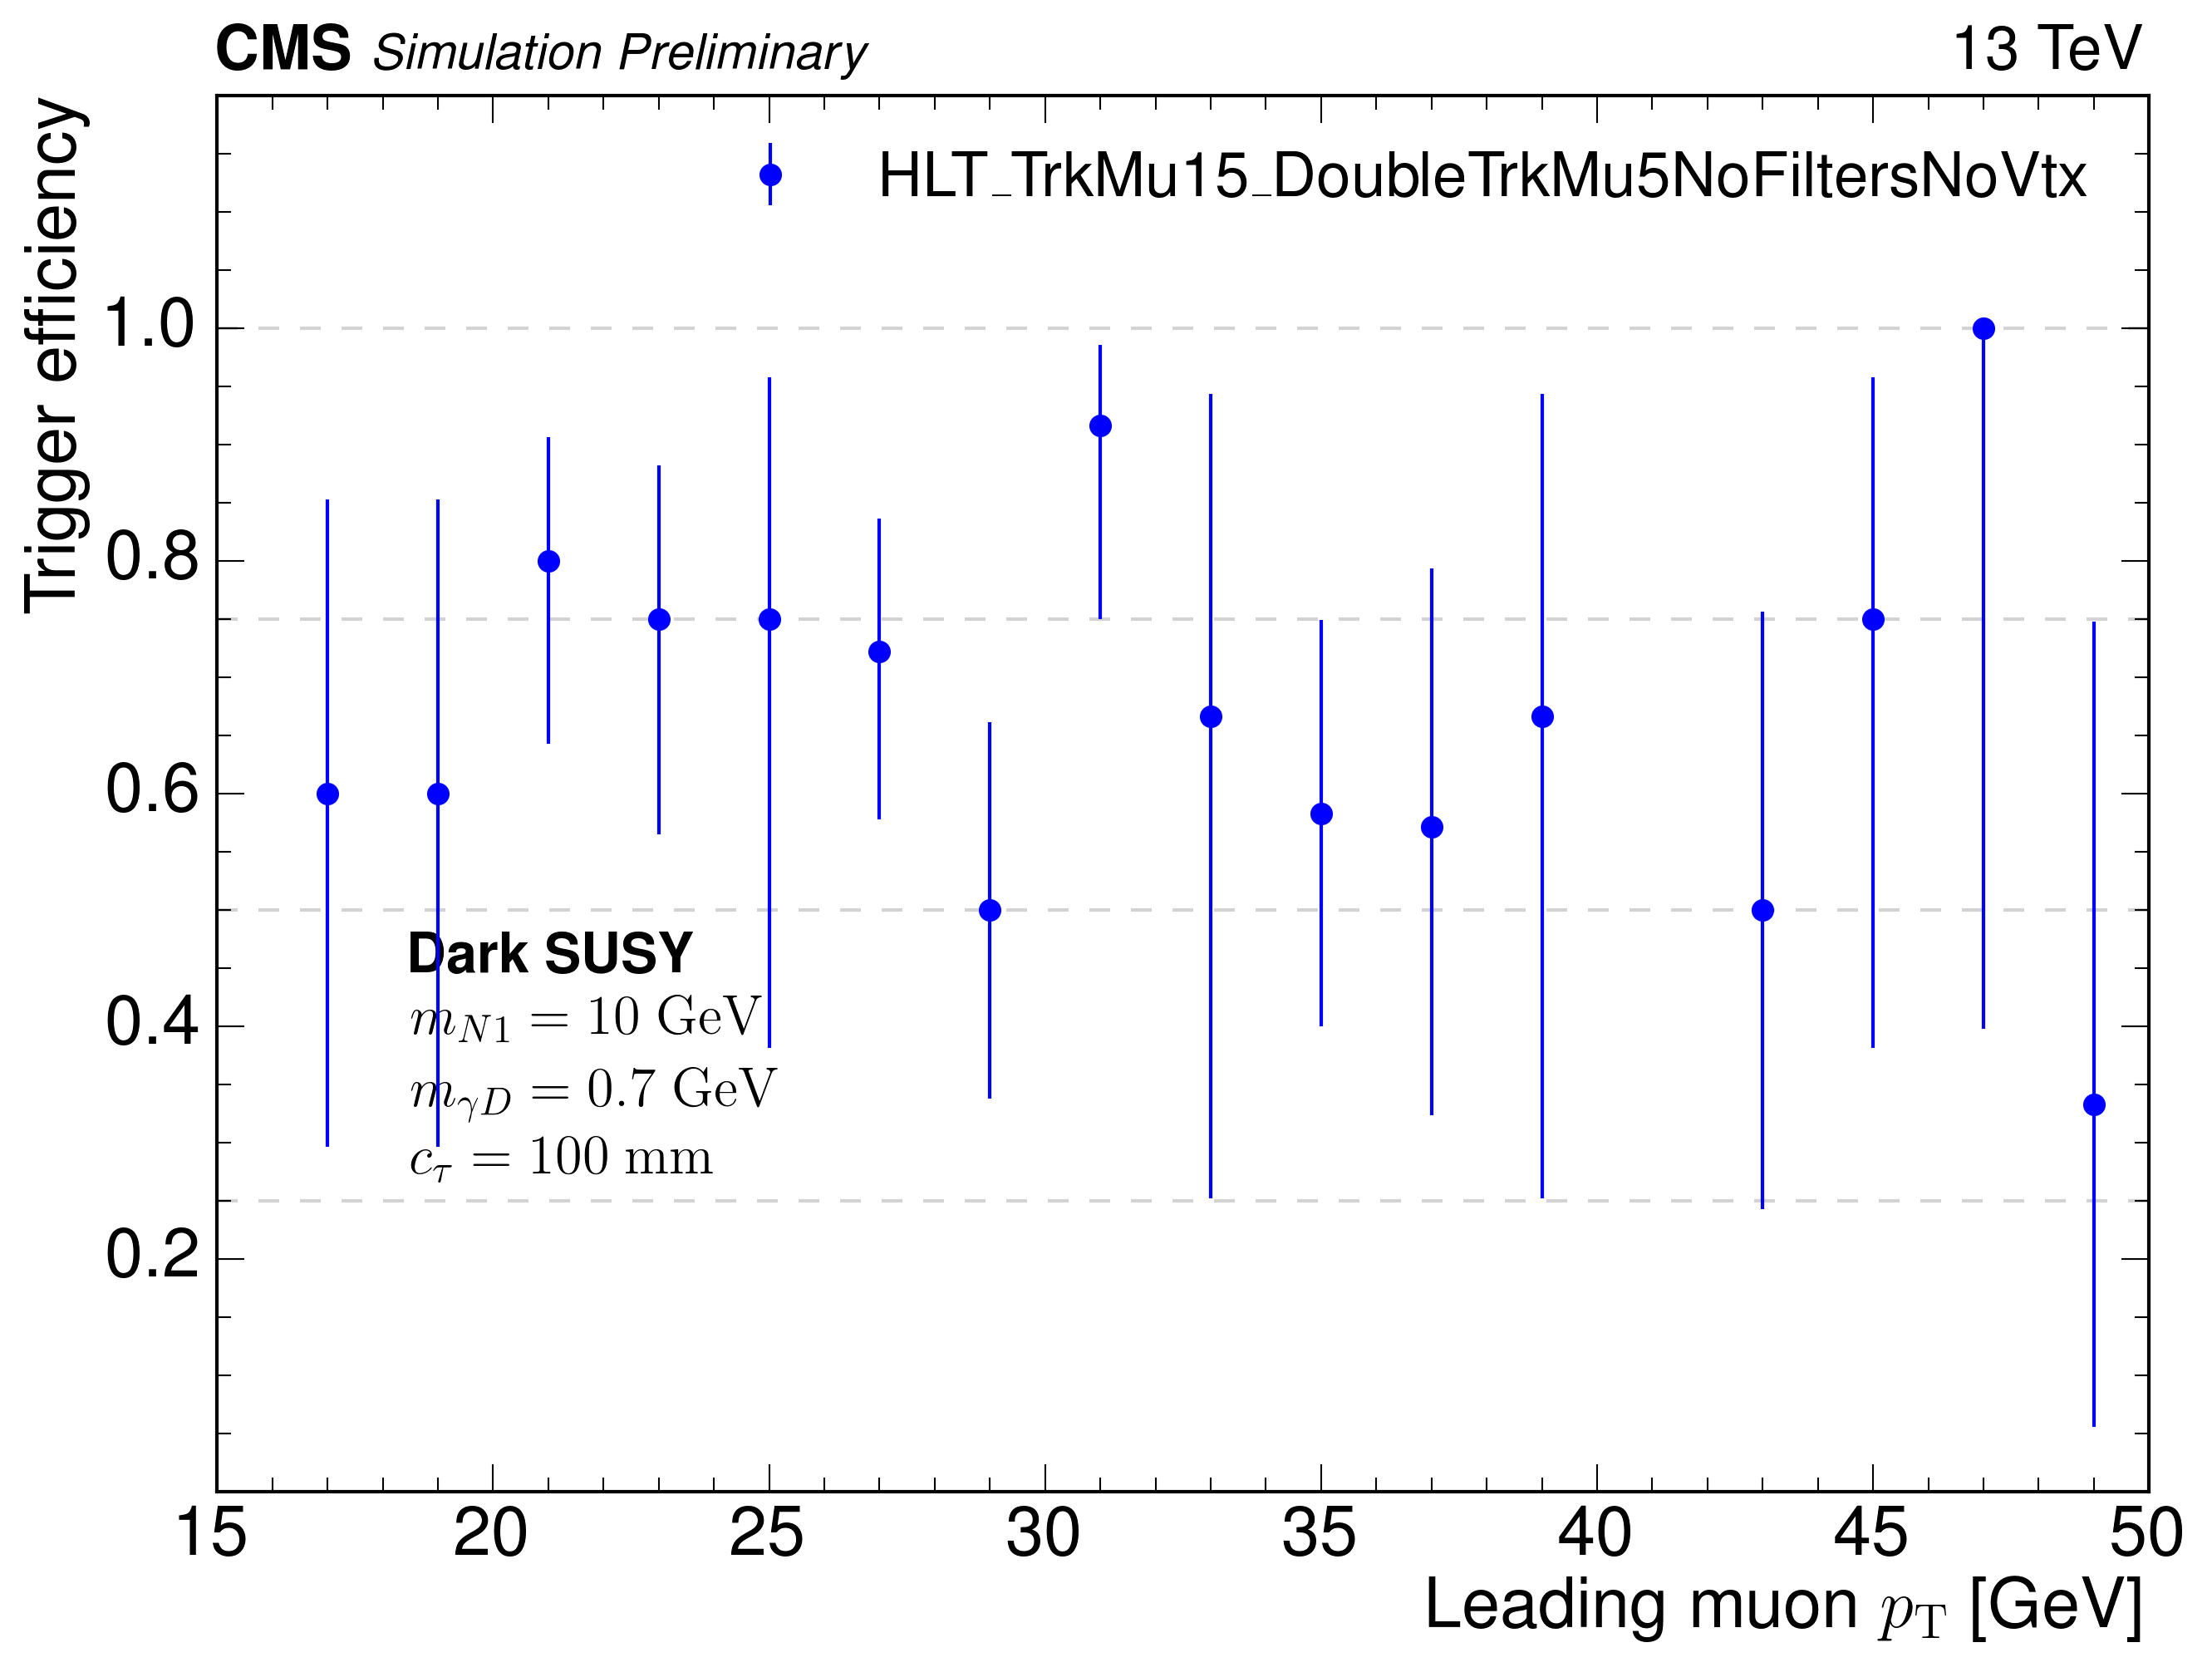 CMS Simulation Preliminary 13 TeV
Trigger efficiency
HLT_TrkMu15_DoubleTrkMu5NoFiltersNoVtx
1.0
0.8
0.6
0.4
0.2
Dark SUSY
m_{N1} = 10 GeV
m_{γD} = 0.7 GeV
c_τ = 100 mm
15 20 25 30 35 40 45 50
Leading muon p_T [GeV]